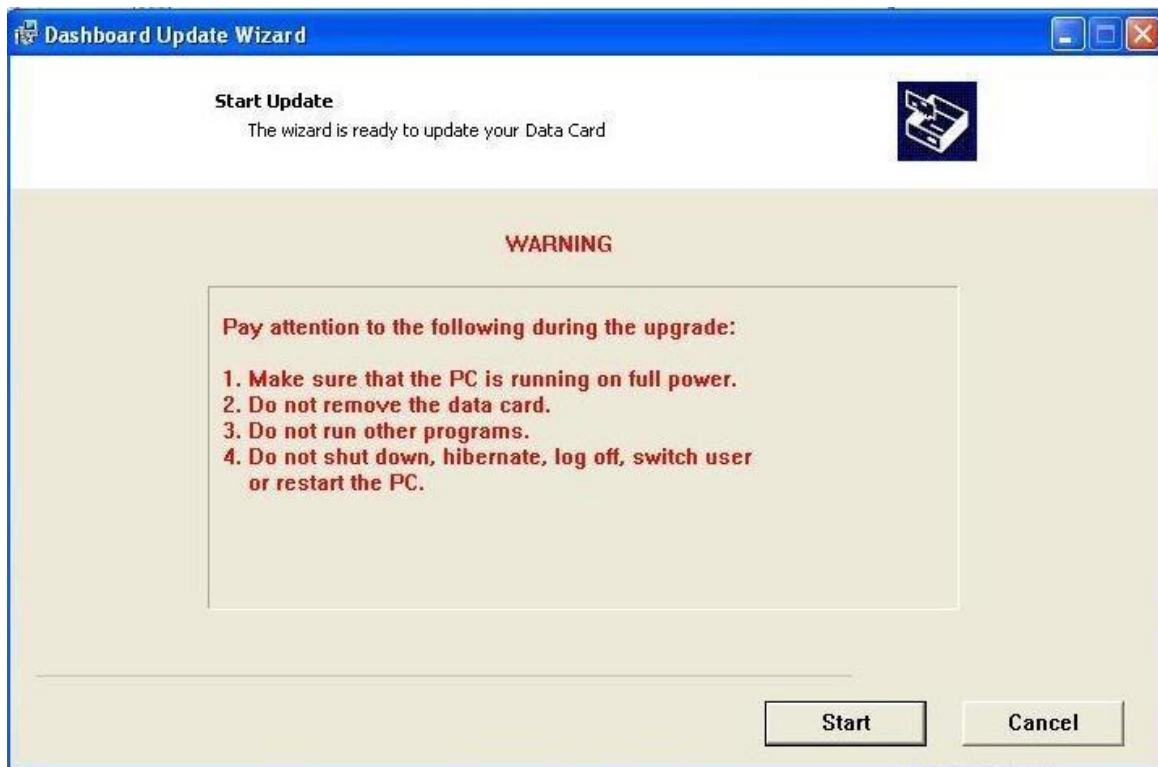 Dashboard Update Wizard
Start Update
The wizard is ready to update your Data Card
WARNING
Pay attention to the following during the upgrade:
1. Make sure that the PC is running on full power.
2. Do not remove the data card.
3. Do not run other programs.
4. Do not shut down, hibernate, log off, switch user
or restart the PC.
Start
Cancel